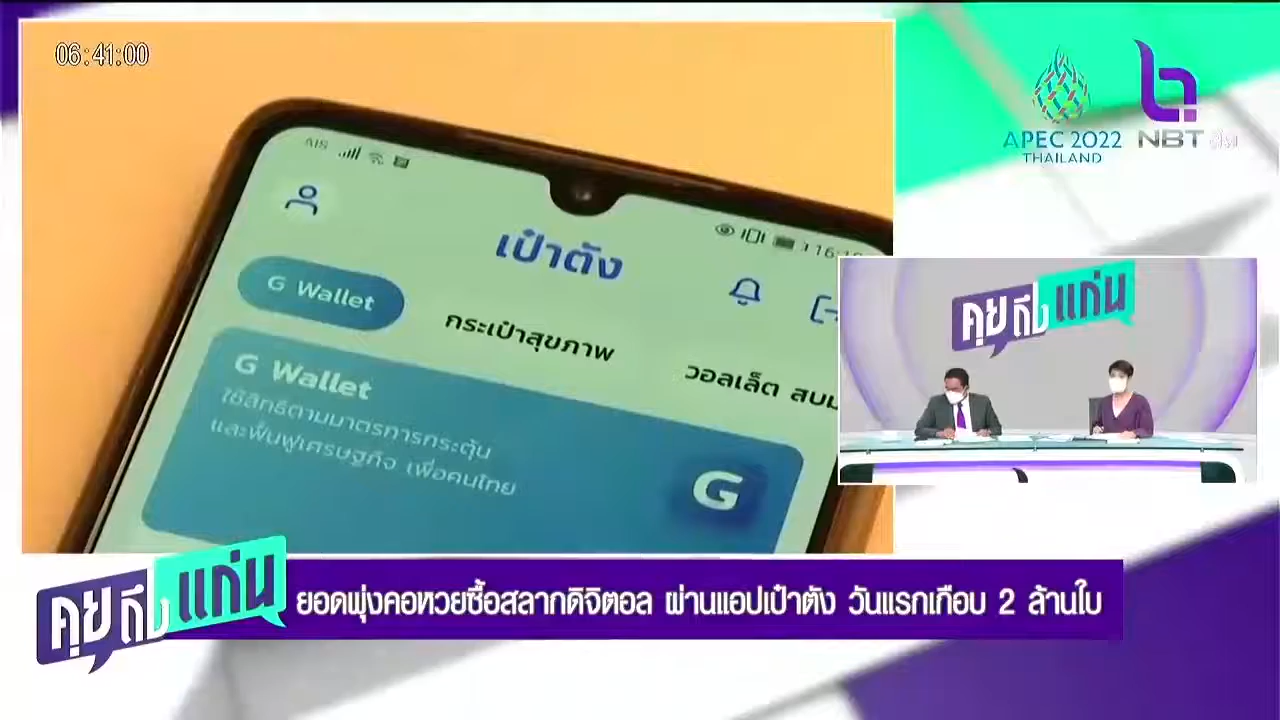 06:41:00
APEC 2022
THAILAND
NBT
AIS
เป๋าตัง
G Wallet
กระเป๋าสุขภาพ
วอลเล็ต สบม
G Wallet
ใช้สิทธิตามมาตรการกระตุ้น
และฟื้นฟูเศรษฐกิจ เพื่อคนไทย
G
คุยถึงแก่น
คุยถึงแก่น
ยอดพุ่งคอหวยซื้อสลากดิจิตอล ผ่านแอปเป๋าตัง วันแรกเกือบ 2 ล้านใบ